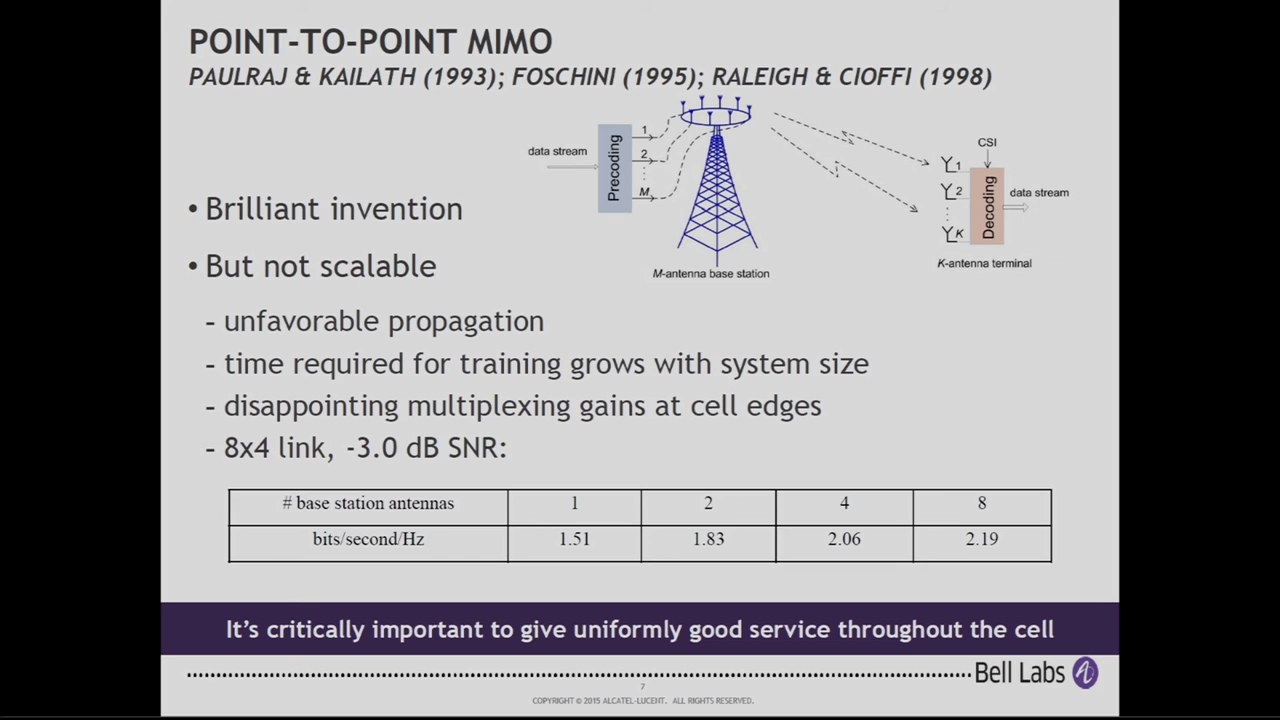 POINT-TO-POINT MIMO
PAULRAJ & KAILATH (1993); FOSCHINI (1995); RALEIGH & CIOFFI (1998)
data stream
Precoding
1
2
M
M-antenna base station
CSI
1
2
K
Decoding
data stream
K-antenna terminal
• Brilliant invention
• But not scalable
- unfavorable propagation
- time required for training grows with system size
- disappointing multiplexing gains at cell edges
- 8x4 link, -3.0 dB SNR:
# base station antennas 1 2 4 8
bits/second/Hz 1.51 1.83 2.06 2.19
It’s critically important to give uniformly good service throughout the cell
Bell Labs
7
COPYRIGHT © 2015 ALCATEL-LUCENT. ALL RIGHTS RESERVED.